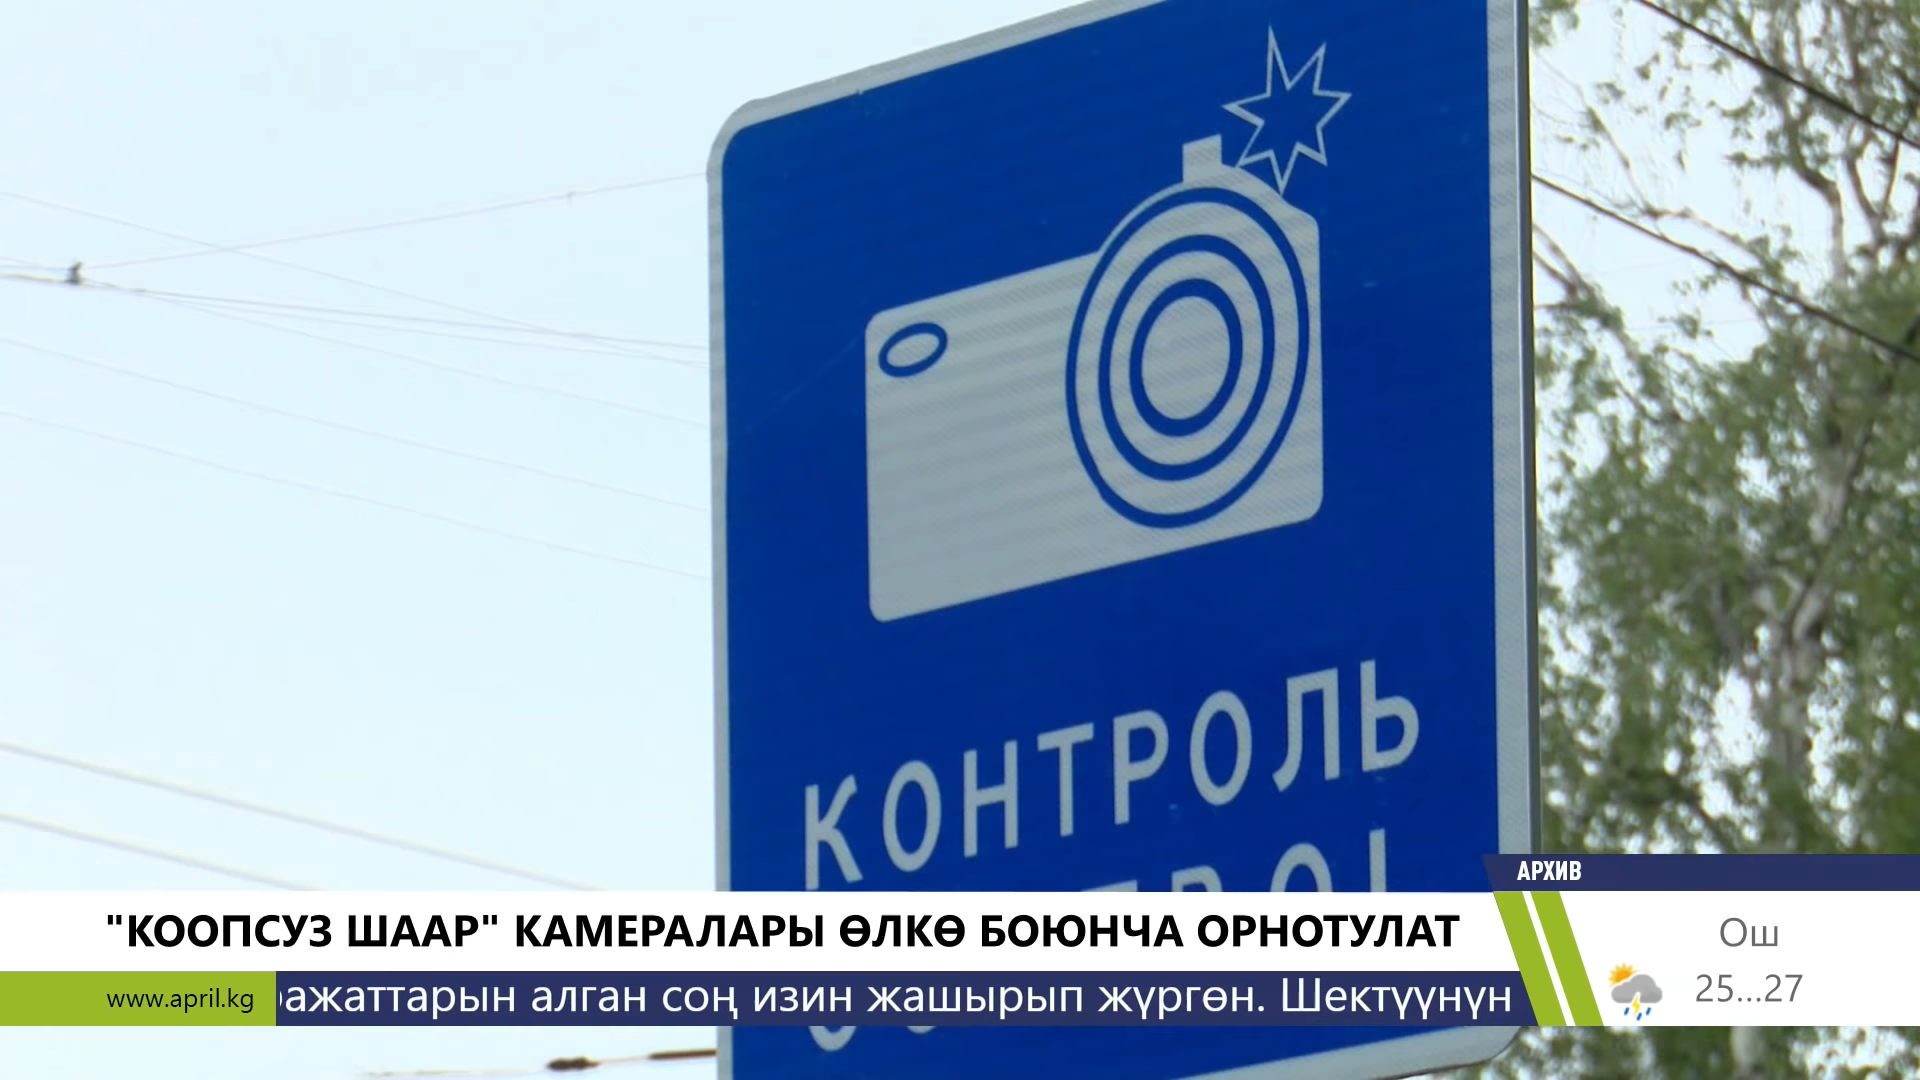 КОНТРОЛЬ
АРХИВ
"КООПСУЗ ШААР" КАМЕРАЛАРЫ ӨЛКӨ БОЮНЧА ОРНОТУЛАТ
Ош
25...27
www.april.kg
алган соң изин жашырып жүргөн. Шектүүнүн